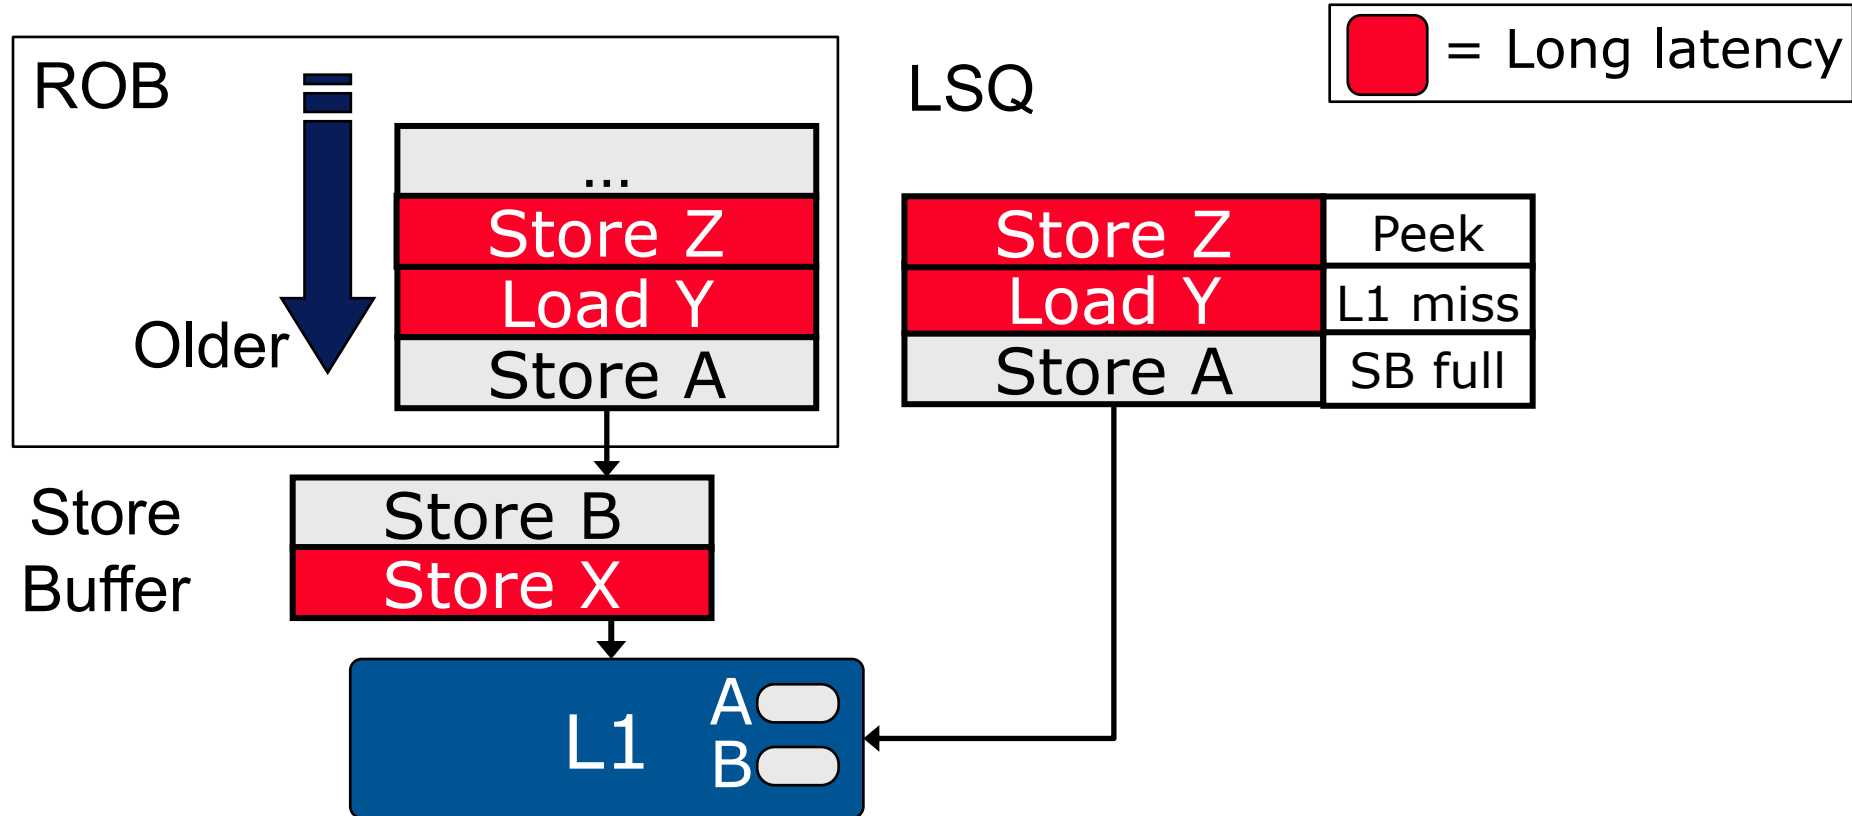 ROB
LSQ
= Long latency
...
Store Z
Load Y
Store A
Older
Store Z
Peek
Load Y
L1 miss
Store A
SB full
Store
Buffer
Store B
Store X
L1
A
B